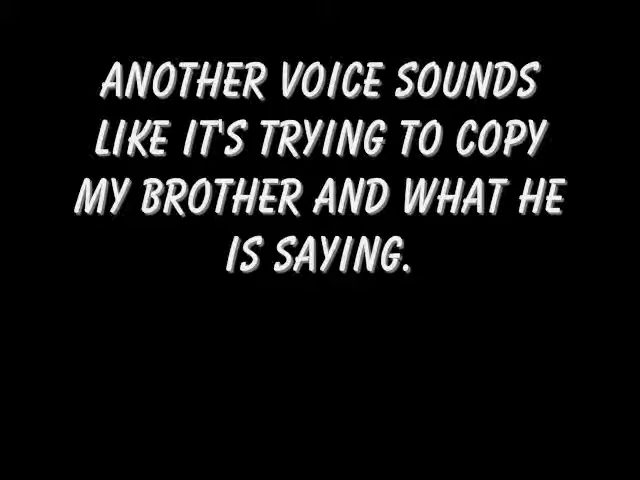 ANOTHER VOICE SOUNDS
LIKE IT'S TRYING TO COPY
MY BROTHER AND WHAT HE
IS SAYING.